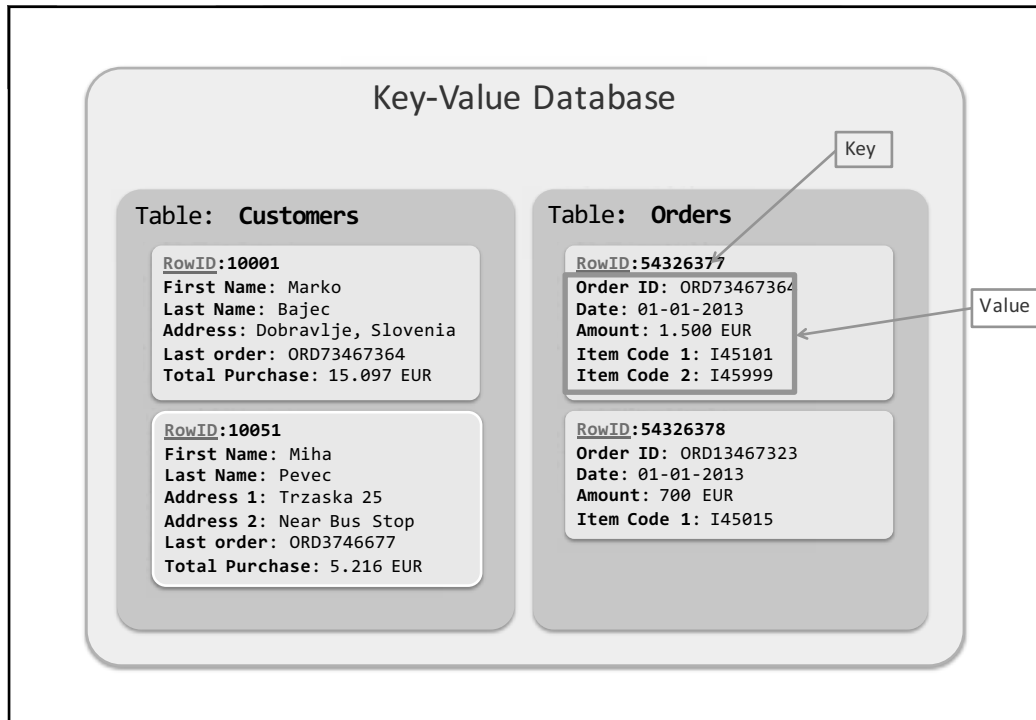 Key-Value Database
Key
Table: Customers
RowID:10001
First Name: Marko
Last Name: Bajec
Address: Dobravlje, Slovenia
Last order: ORD73467364
Total Purchase: 15.097 EUR
RowID:10051
First Name: Miha
Last Name: Pevec
Address 1: Trzaska 25
Address 2: Near Bus Stop
Last order: ORD3746677
Total Purchase: 5.216 EUR
Table: Orders
RowID:54326377
Order ID: ORD73467364
Date: 01-01-2013
Amount: 1.500 EUR
Item Code 1: I45101
Item Code 2: I45999
Value
RowID:54326378
Order ID: ORD13467323
Date: 01-01-2013
Amount: 700 EUR
Item Code 1: I45015